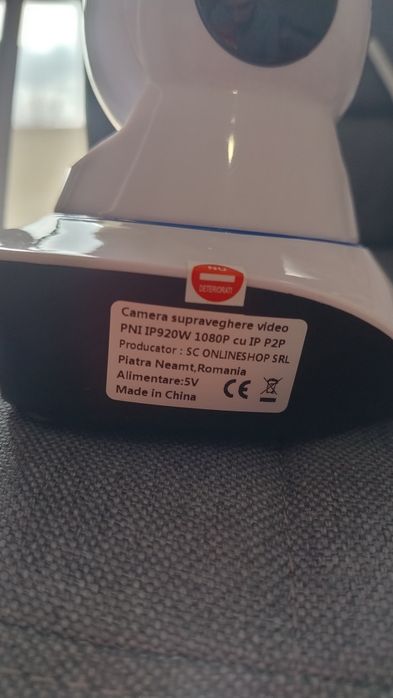 NU
DETERIORATI
Camera supraveghere video
PNI IP920W 1080P cu IP P2P
Producator : SC ONLINESHOP SRL
Piatra Neamt,Romania
Alimentare:5V
Made in China
CE